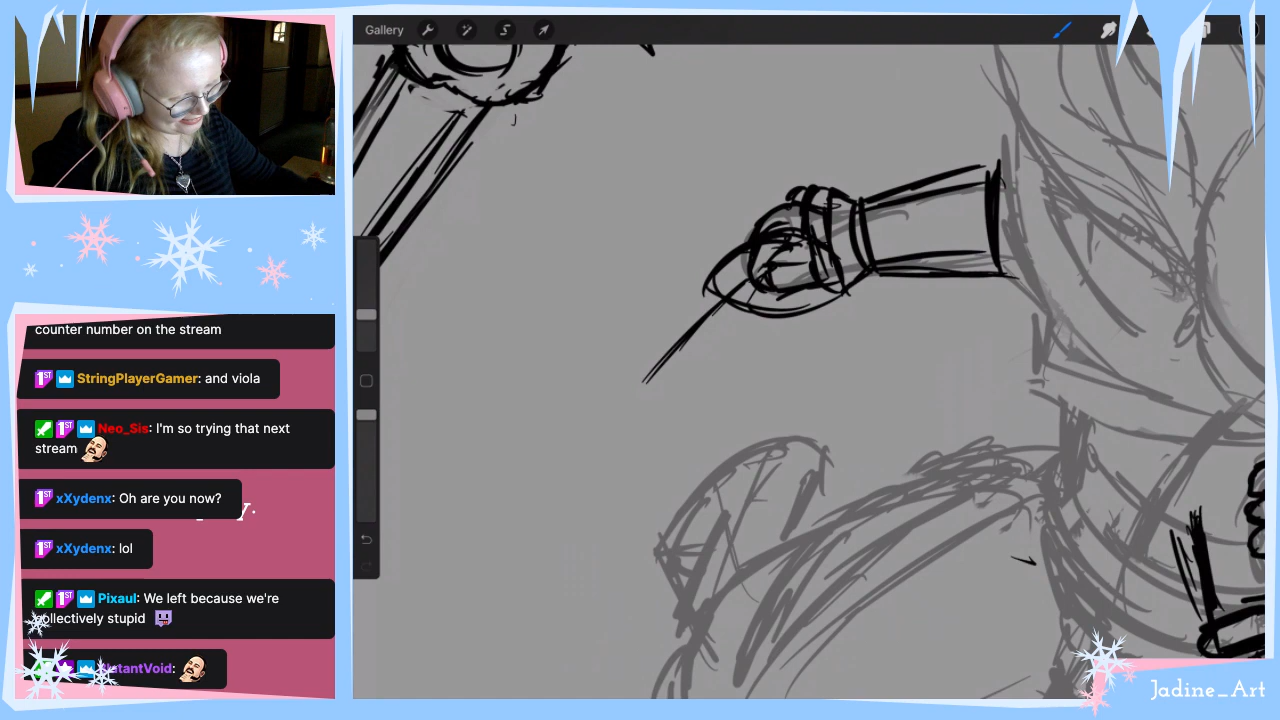 Gallery
counter number on the stream
StringPlayerGamer: and viola
Neo_Sis: I'm so trying that next
stream
xXydenx: Oh are you now?
xXydenx: lol
Pixaul: We left because we're
collectively stupid
Jadine_Art